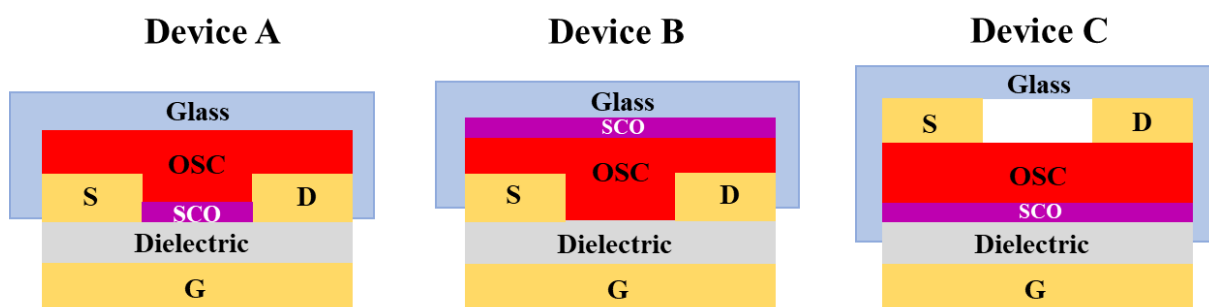 Device A
Glass
OSC
S
D
SCO
Dielectric
G
Device B
Glass
SCO
OSC
S
D
Dielectric
G
Device C
Glass
S
D
OSC
SCO
Dielectric
G